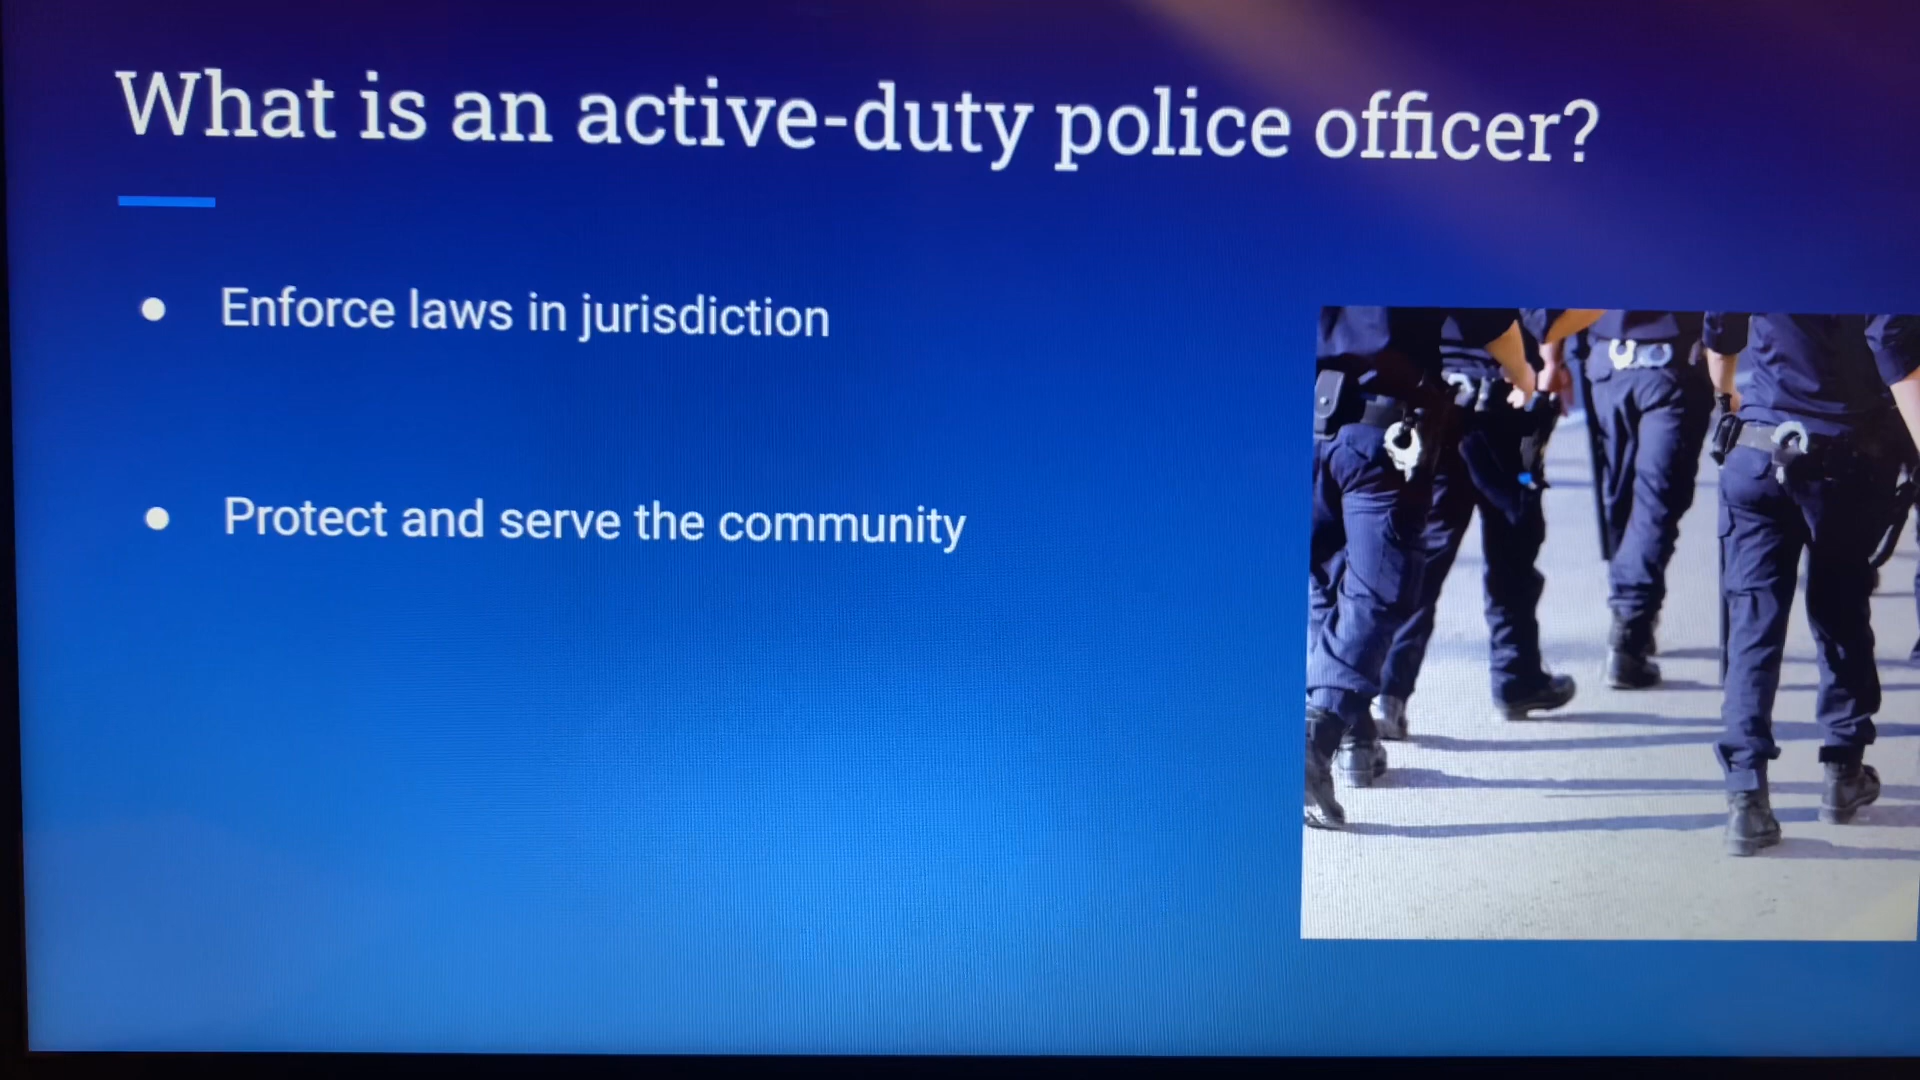 What is an active-duty police officer?
Enforce laws in jurisdiction
Protect and serve the community